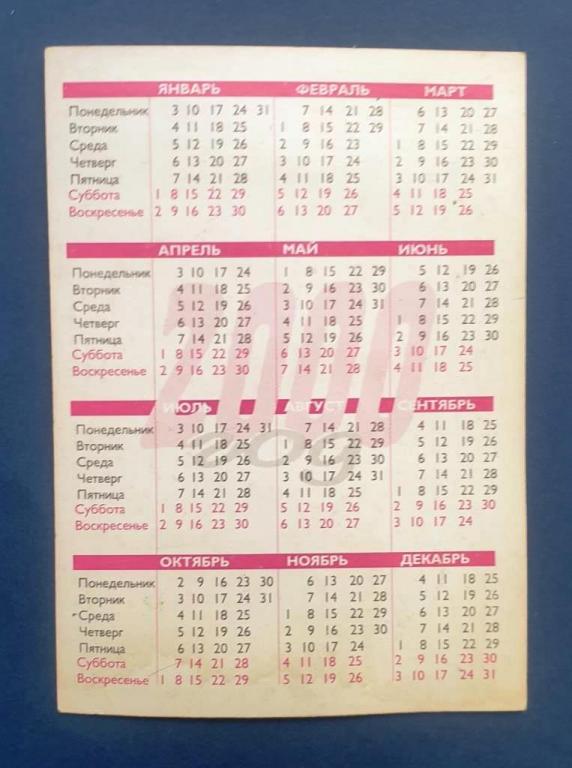 ЯНВАРЬ ФЕВРАЛЬ МАРТ
Понедельник 3 10 17 24 31 7 14 21 28 6 13 20 27
Вторник 4 11 18 25 1 8 15 22 29 7 14 21 28
Среда 5 12 19 26 2 9 16 23 1 8 15 22 29
Четверг 6 13 20 27 3 10 17 24 2 9 16 23 30
Пятница 7 14 21 28 4 11 18 25 3 10 17 24 31
Суббота 1 8 15 22 29 5 12 19 26 4 11 18 25
Воскресенье 2 9 16 23 30 6 13 20 27 5 12 19 26
АПРЕЛЬ МАЙ ИЮНЬ
Понедельник 3 10 17 24 1 8 15 22 29 5 12 19 26
Вторник 4 11 18 25 2 9 16 23 30 6 13 20 27
Среда 5 12 19 26 3 10 17 24 31 7 14 21 28
Четверг 6 13 20 27 4 11 18 25 1 8 15 22 29
Пятница 7 14 21 28 5 12 19 26 2 9 16 23 30
Суббота 1 8 15 22 29 6 13 20 27 3 10 17 24
Воскресенье 2 9 16 23 30 7 14 21 28 4 11 18 25
2000
год
ИЮЛЬ АВГУСТ СЕНТЯБРЬ
Понедельник 3 10 17 24 31 7 14 21 28 4 11 18 25
Вторник 4 11 18 25 1 8 15 22 29 5 12 19 26
Среда 5 12 19 26 2 9 16 23 30 6 13 20 27
Четверг 6 13 20 27 3 10 17 24 31 7 14 21 28
Пятница 7 14 21 28 4 11 18 25 1 8 15 22 29
Суббота 1 8 15 22 29 5 12 19 26 2 9 16 23 30
Воскресенье 2 9 16 23 30 6 13 20 27 3 10 17 24
ОКТЯБРЬ НОЯБРЬ ДЕКАБРЬ
Понедельник 2 9 16 23 30 6 13 20 27 4 11 18 25
Вторник 3 10 17 24 31 7 14 21 28 5 12 19 26
Среда 4 11 18 25 1 8 15 22 29 6 13 20 27
Четверг 5 12 19 26 2 9 16 23 30 7 14 21 28
Пятница 6 13 20 27 3 10 17 24 1 8 15 22 29
Суббота 7 14 21 28 4 11 18 25 2 9 16 23 30
Воскресенье 1 8 15 22 29 5 12 19 26 3 10 17 24 31